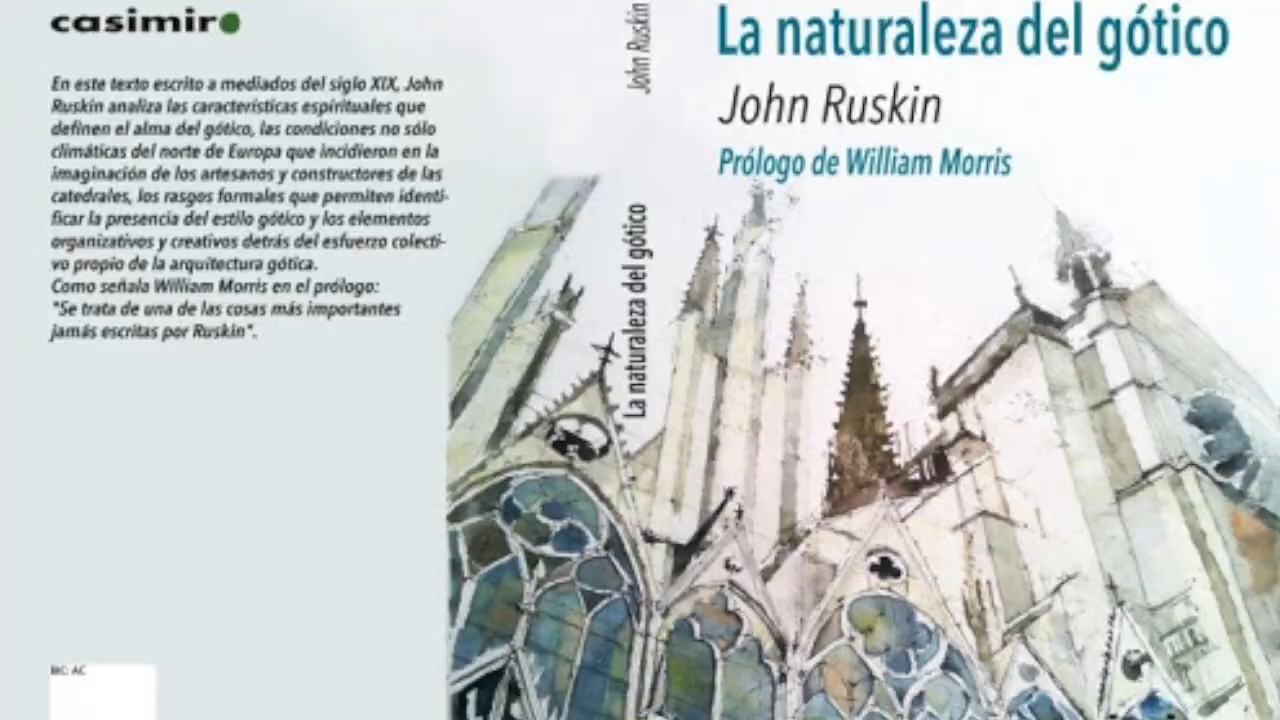 casimiro
En este texto escrito a mediados del siglo XIX, John
Ruskin analiza las características espirituales que
definen el alma del gótico, las condiciones no sólo
climáticas del norte de Europa que incidieron en la
imaginación de los artesanos y constructores de las
catedrales, los rasgos formales que permiten identi-
ficar la presencia del estilo gótico y los elementos
organizativos y creativos detrás del esfuerzo colecti-
vo propio de la arquitectura gótica.
Como señala William Morris en el prólogo:
"Se trata de una de las cosas más importantes
jamás escritas por Ruskin".
BIC: AC
John Ruskin
La naturaleza del gótico
La naturaleza del gótico
John Ruskin
Prólogo de William Morris